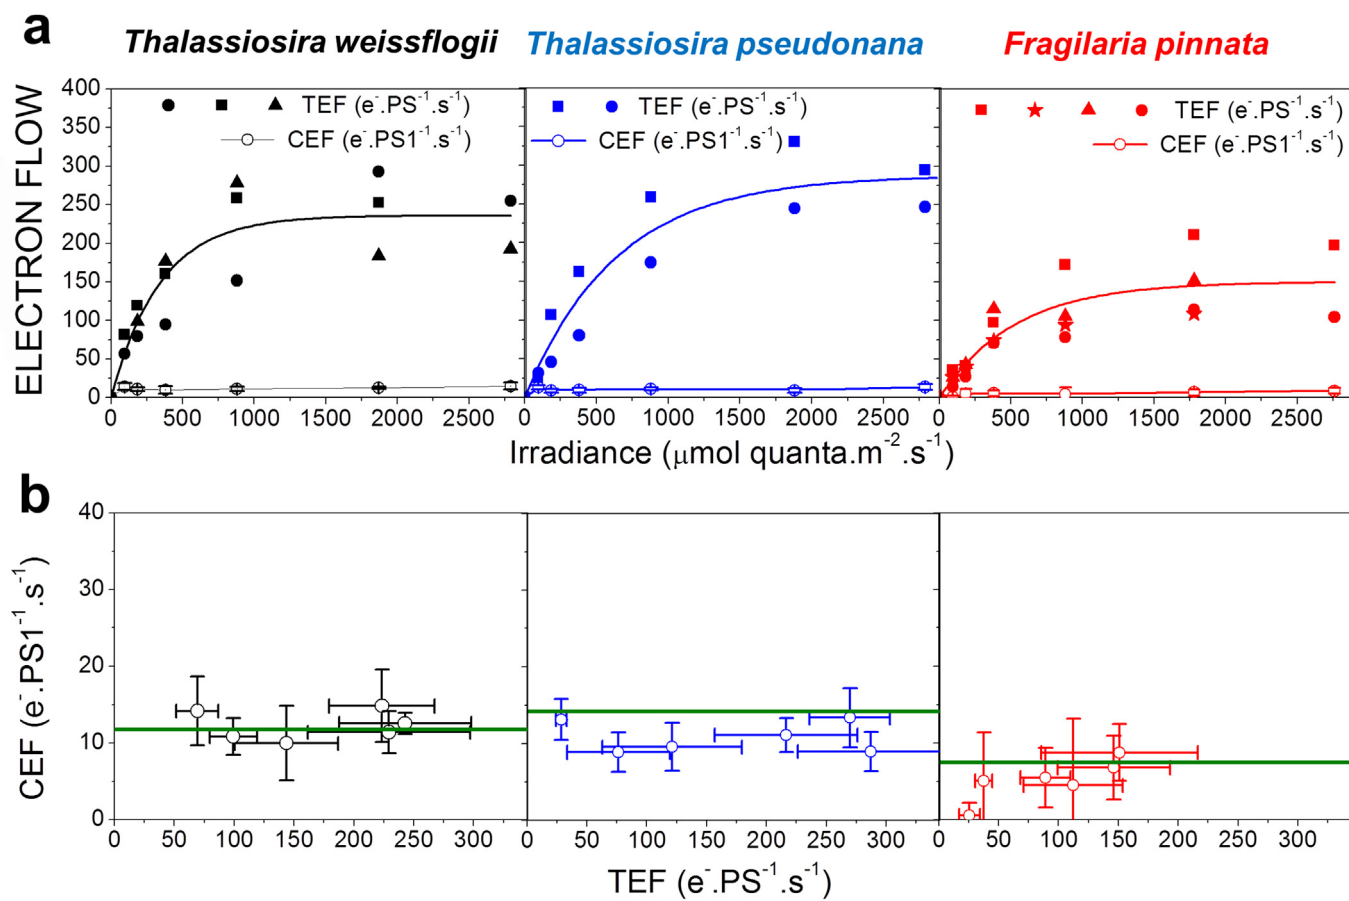 a
Thalassiosira weissflogii Thalassiosira pseudonana Fragilaria pinnata
400
350
300
250
200
150
100
50
0
ELECTRON FLOW
TEF (e⁻.PS⁻¹.s⁻¹)
CEF (e⁻.PS1⁻¹.s⁻¹)
TEF (e⁻.PS⁻¹.s⁻¹)
CEF (e⁻.PS1⁻¹.s⁻¹)
TEF (e⁻.PS⁻¹.s⁻¹)
CEF (e⁻.PS1⁻¹.s⁻¹)
0 500 1000 1500 2000 2500 0 500 1000 1500 2000 2500 0 500 1000 1500 2000 2500
Irradiance (μmol quanta.m⁻².s⁻¹)
b
40
30
20
10
0
CEF (e⁻.PS1⁻¹.s⁻¹)
0 50 100 150 200 250 300 0 50 100 150 200 250 300 0 50 100 150 200 250 300
TEF (e⁻.PS⁻¹.s⁻¹)